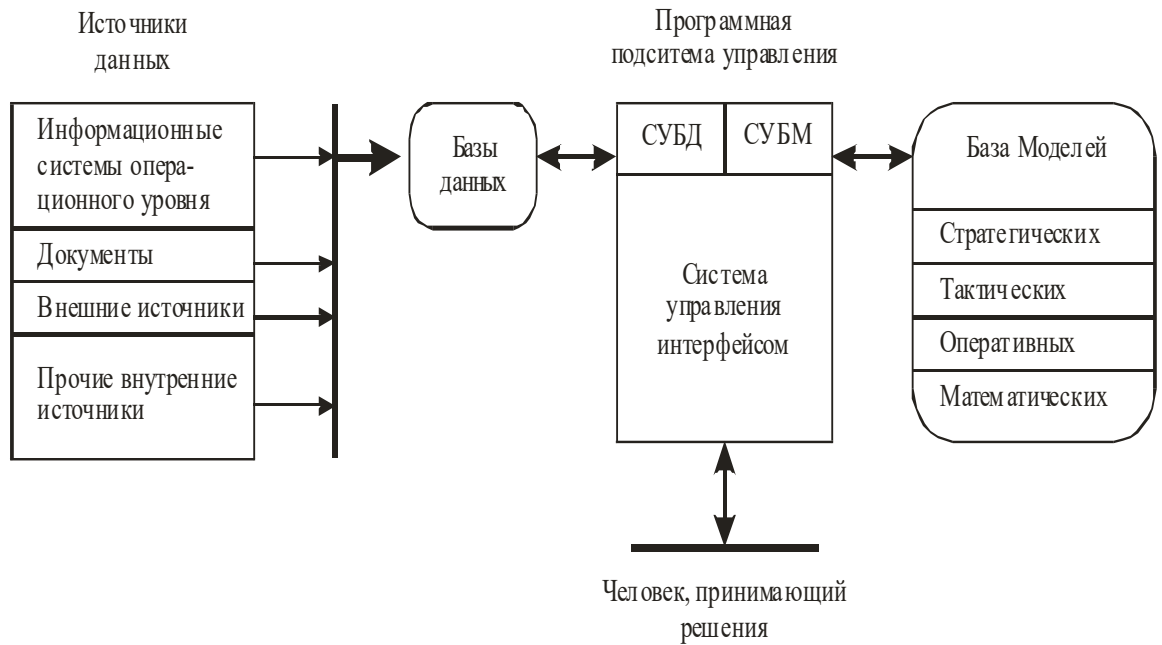 Источники
данных
Программная
подситема управления
Информационные
системы опера-
ционного уровня
Документы
Внешние источники
Прочие внутренние
источники
Базы
данных
СУБД
СУБМ
Система
управления
интерфейсом
База Моделей
Стратегических
Тактических
Оперативных
Математических
Человек, принимающий
решения